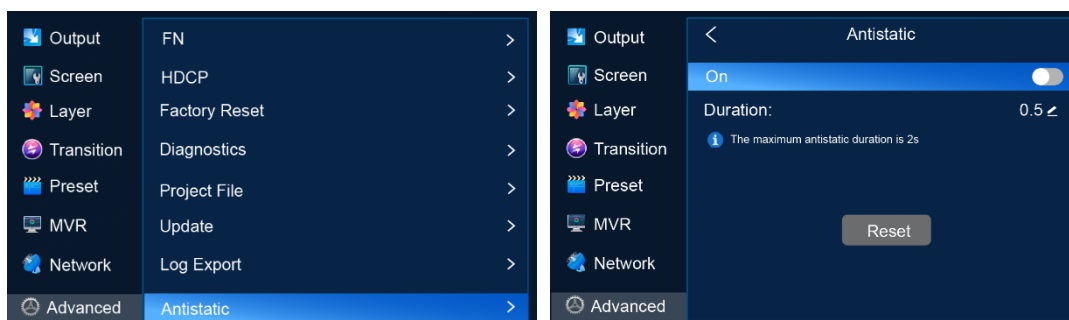 Output
Screen
Layer
Transition
Preset
MVR
Network
Advanced
FN
HDCP
Factory Reset
Diagnostics
Project File
Update
Log Export
Antistatic
Output
Screen
Layer
Transition
Preset
MVR
Network
Advanced
Antistatic
On
Duration: 0.5
The maximum antistatic duration is 2s
Reset